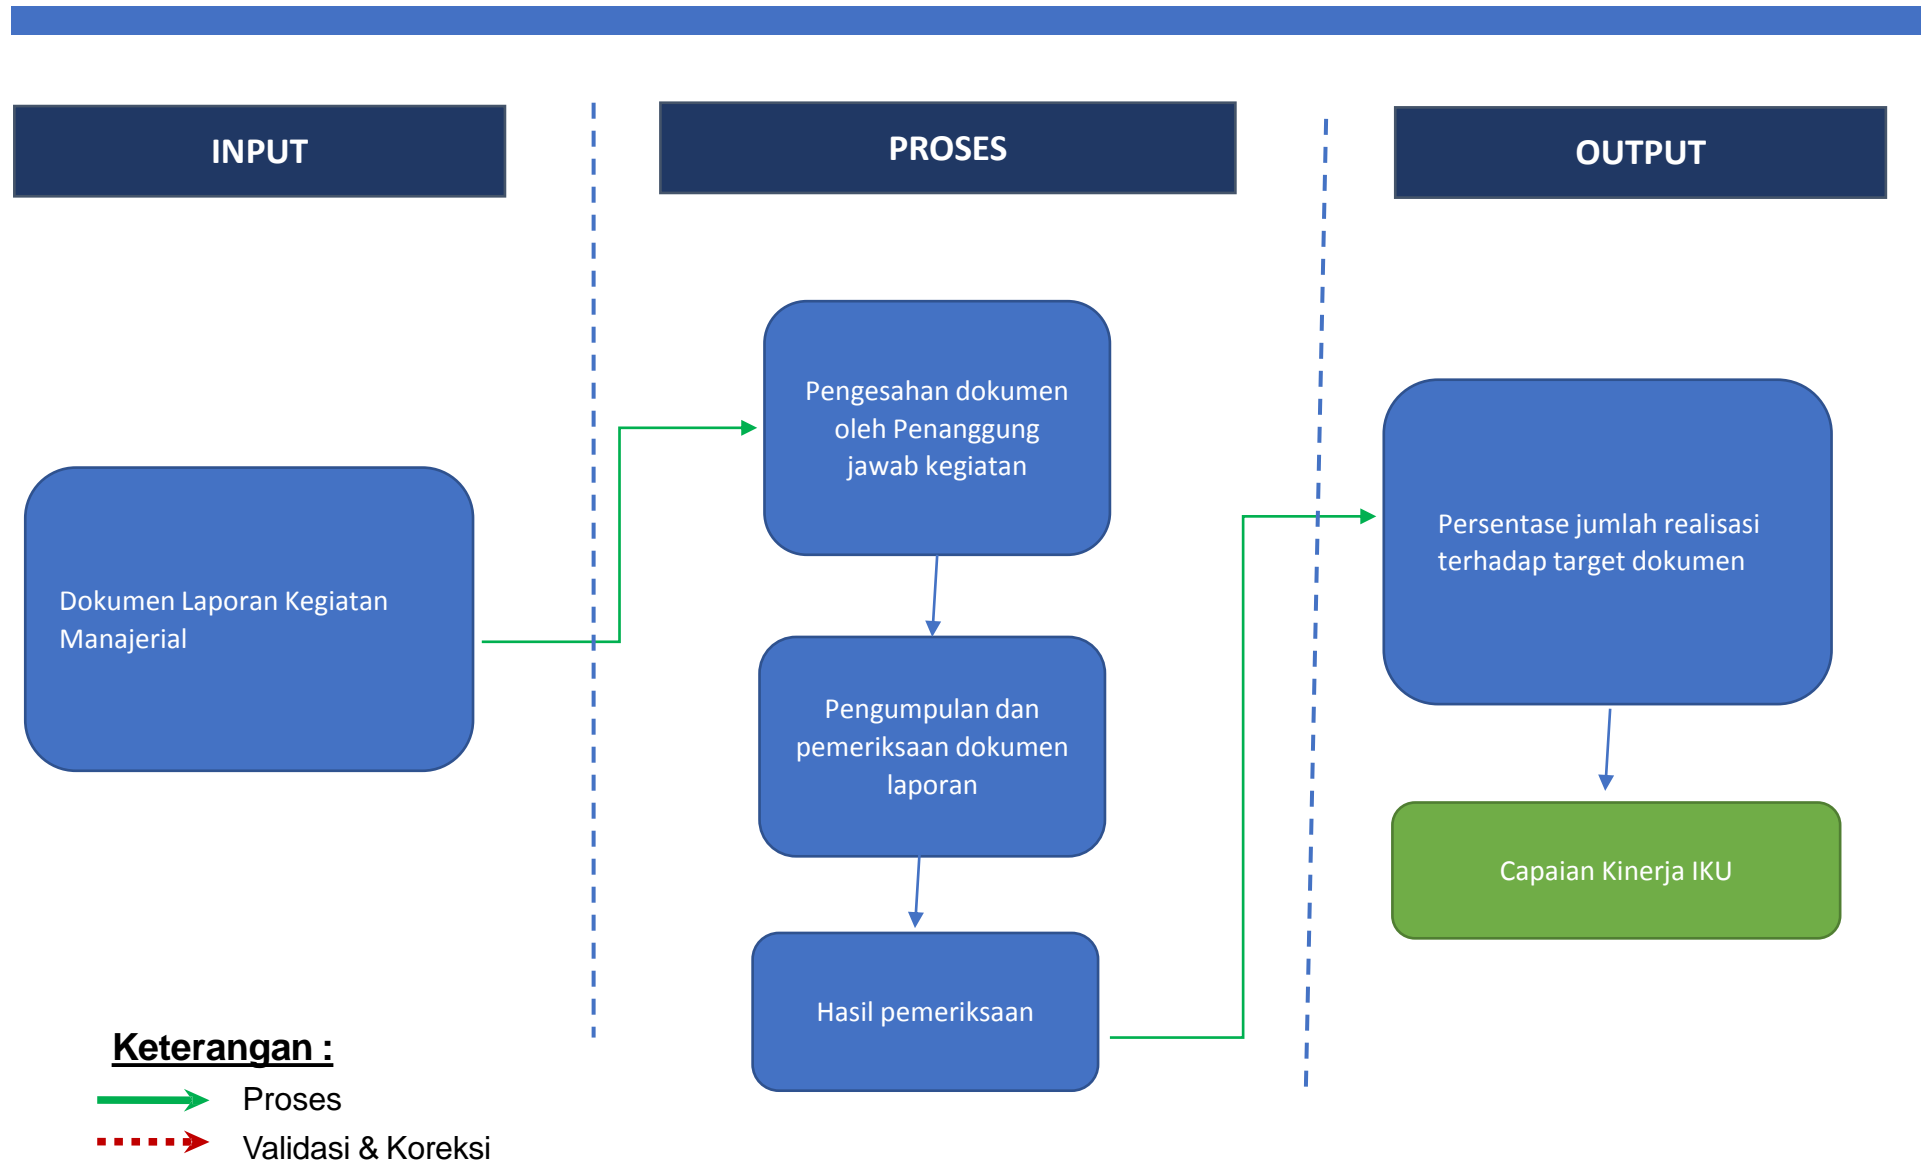 INPUT
PROSES
OUTPUT
Dokumen Laporan Kegiatan
Manajerial
Pengesahan dokumen
oleh Penanggung
jawab kegiatan
Pengumpulan dan
pemeriksaan dokumen
laporan
Hasil pemeriksaan
Persentase jumlah realisasi
terhadap target dokumen
Capaian Kinerja IKU
Keterangan :
Proses
Validasi & Koreksi